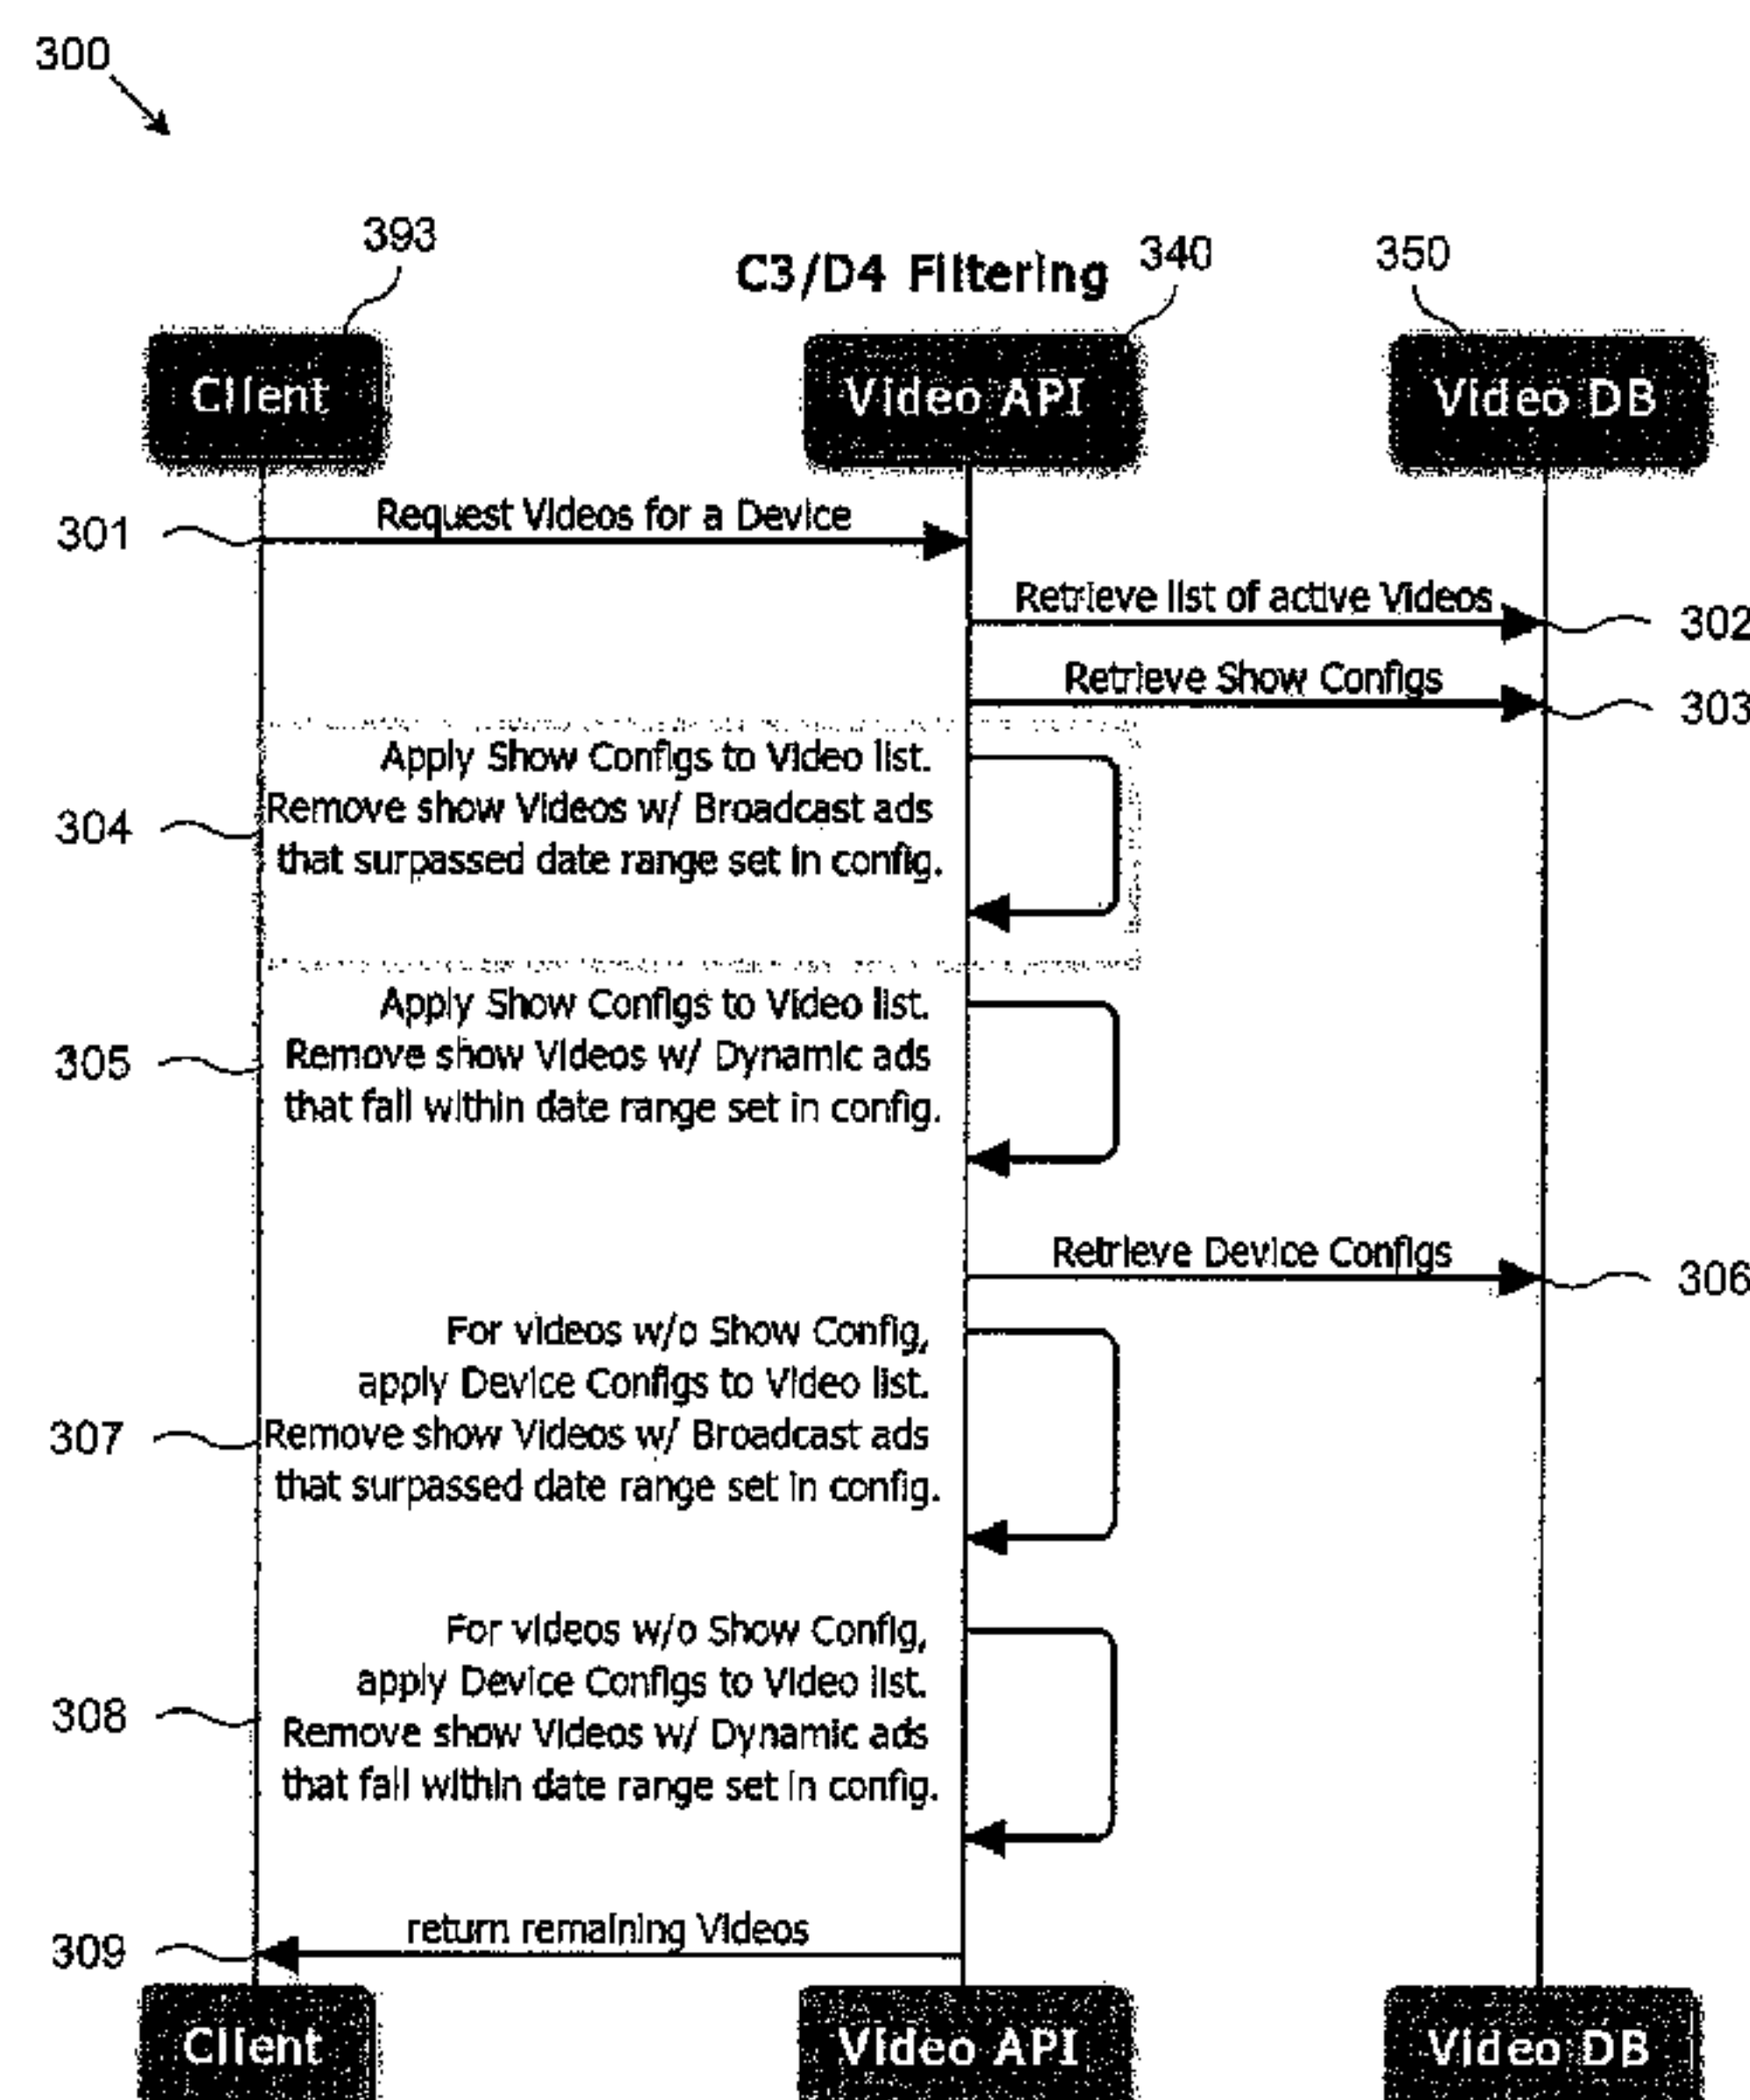 300
393
C3/D4 Filtering
340
350
Client
Video API
Video DB
301
Request Videos for a Device
Retrieve list of active Videos
302
Retrieve Show Configs
303
304
Apply Show Configs to Video list.
Remove show Videos w/ Broadcast ads
that surpassed date range set in config.
305
Apply Show Configs to Video list.
Remove show Videos w/ Dynamic ads
that fall within date range set in config.
Retrieve Device Configs
306
307
For videos w/o Show Config,
apply Device Configs to Video list.
Remove show Videos w/ Broadcast ads
that surpassed date range set in config.
308
For videos w/o Show Config,
apply Device Configs to Video list.
Remove show Videos w/ Dynamic ads
that fall within date range set in config.
309
return remaining Videos
Client
Video API
Video DB